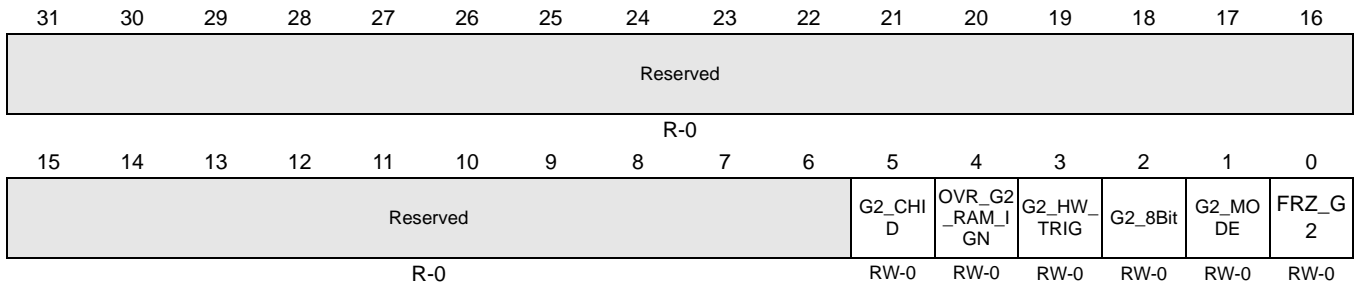 31 30 29 28 27 26 25 24 23 22 21 20 19 18 17 16
Reserved
R-0
15 14 13 12 11 10 9 8 7 6 5 4 3 2 1 0
Reserved
G2_CHI
D
OVR_G2
_RAM_I
GN
G2_HW_
TRIG
G2_8Bit
G2_MO
DE
FRZ_G
2
R-0 RW-0 RW-0 RW-0 RW-0 RW-0 RW-0